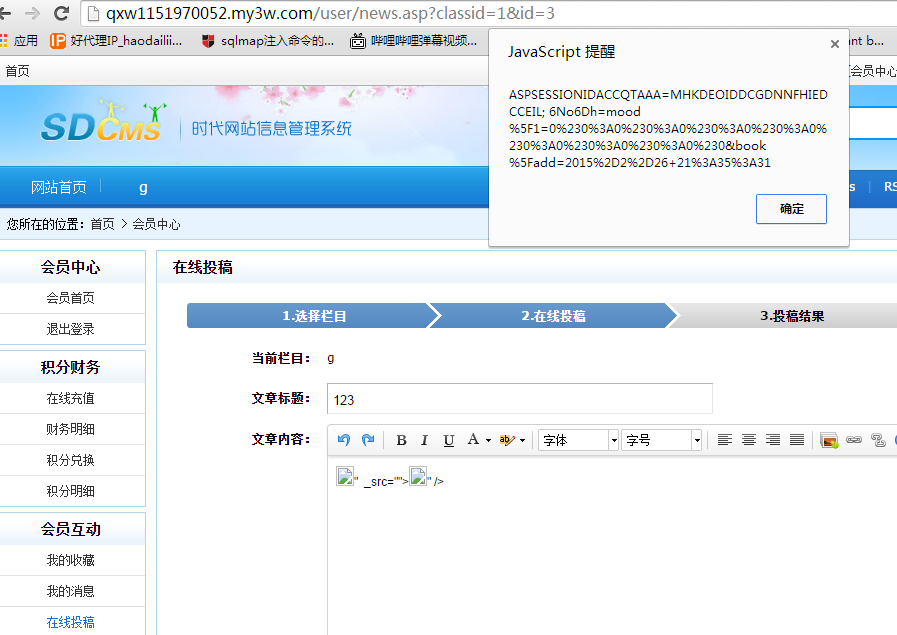 qxw1151970052.my3w.com/user/news.asp?classid=1&id=3
应用 好代理IP_haodailii... sqlmap注入命令的... 哔哩哔哩弹幕视频... nt b...
首页 会员中心
JavaScript 提醒
ASPSESSIONIDACCQTAAA=MHKDEOIDDCGDNNFHIED
CCEIL; 6No6Dh=mood
%5F1=0%230%3A0%230%3A0%230%3A0%230%3A0%
230%3A0%230%3A0%230%3A0%230&book
%5Fadd=2015%2D2%2D26+21%3A35%3A31
确定
SDCMS 时代网站信息管理系统
网站首页 g s RS
您所在的位置：首页 > 会员中心
会员中心
会员首页
退出登录
积分财务
在线充值
财务明细
积分兑换
积分明细
会员互动
我的收藏
我的消息
在线投稿
在线投稿
1.选择栏目 2.在线投稿 3.投稿结果
当前栏目： g
文章标题： 123
文章内容： B I U A ab 字体 字号
" _src="">" />